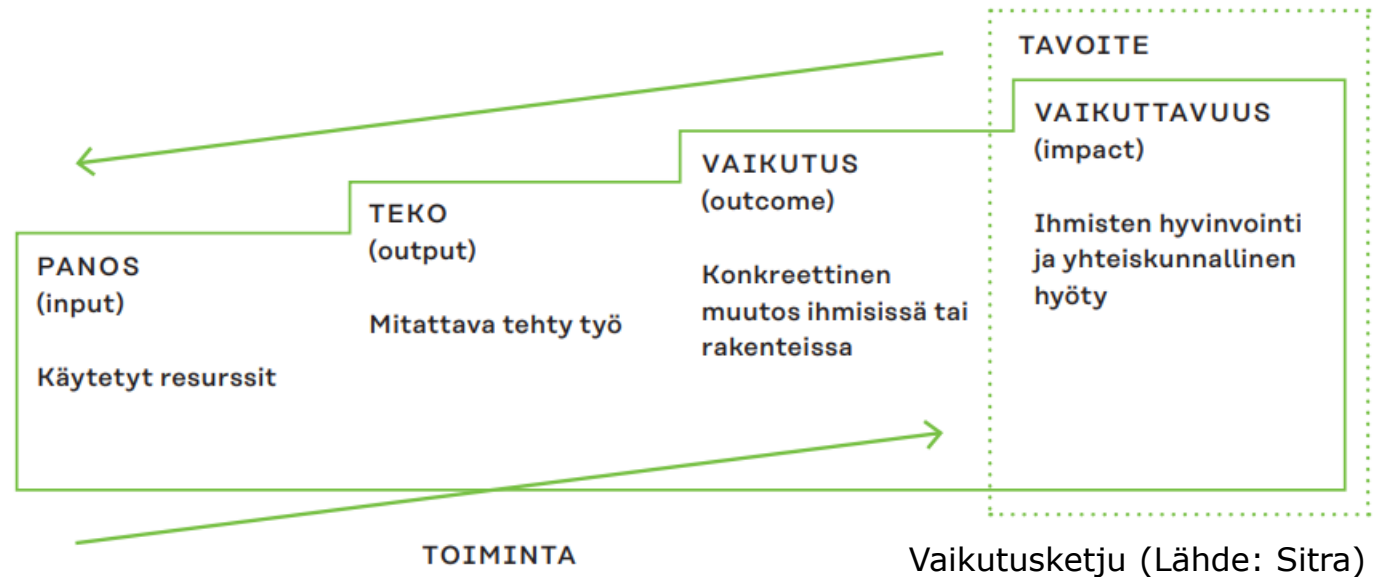 TAVOITE
PANOS
(input)
Käytetyt resurssit
TEKO
(output)
Mitattava tehty työ
VAIKUTUS
(outcome)
Konkreettinen
muutos ihmisissä tai
rakenteissa
VAIKUTTAVUUS
(impact)
Ihmisten hyvinvointi
ja yhteiskunnallinen
hyöty
TOIMINTA
Vaikutusketju (Lähde: Sitra)